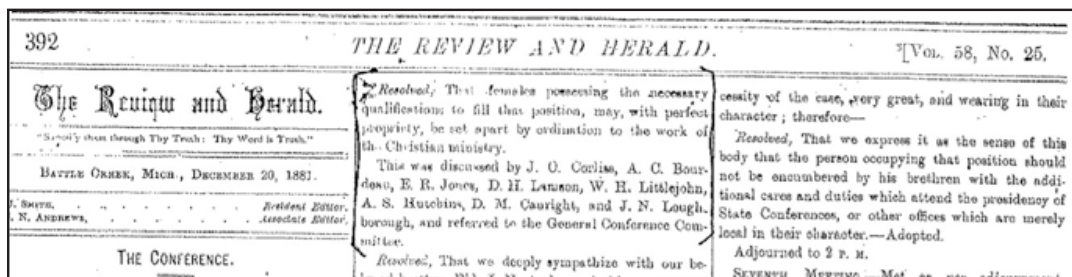 392
THE REVIEW AND HERALD.
[VOL. 58, No. 25.
The Review and Herald.
"Sanctify them through Thy Truth: Thy Word is Truth."
BATTLE CREEK, MICH., DECEMBER 20, 1881.
SMITH, Resident Editor.
N. ANDREWS, Associate Editor.
THE CONFERENCE.
Resolved, That females possessing the necessary
qualifications to fill that position, may, with perfect
propriety, be set apart by ordination to the work of
the Christian ministry.
This was discussed by J. O. Corliss, A. C. Bour-
deau, E. R. Jones, D. H. Lamson, W. H. Littlejohn,
A. S. Hutchins, D. M. Canright, and J. N. Lough-
borough, and referred to the General Conference Com-
mittee.
Resolved, That we deeply sympathize with our be-
cessity of the case, very great, and wearing in their
character; therefore—
Resolved, That we express it as the sense of this
body that the person occupying that position should
not be encumbered by his brethren with the addi-
tional cares and duties which attend the presidency of
State Conferences, or other offices which are merely
local in their character.—Adopted.
Adjourned to 2 P. M.
SEVENTH MEETING.—Met as per adjournment